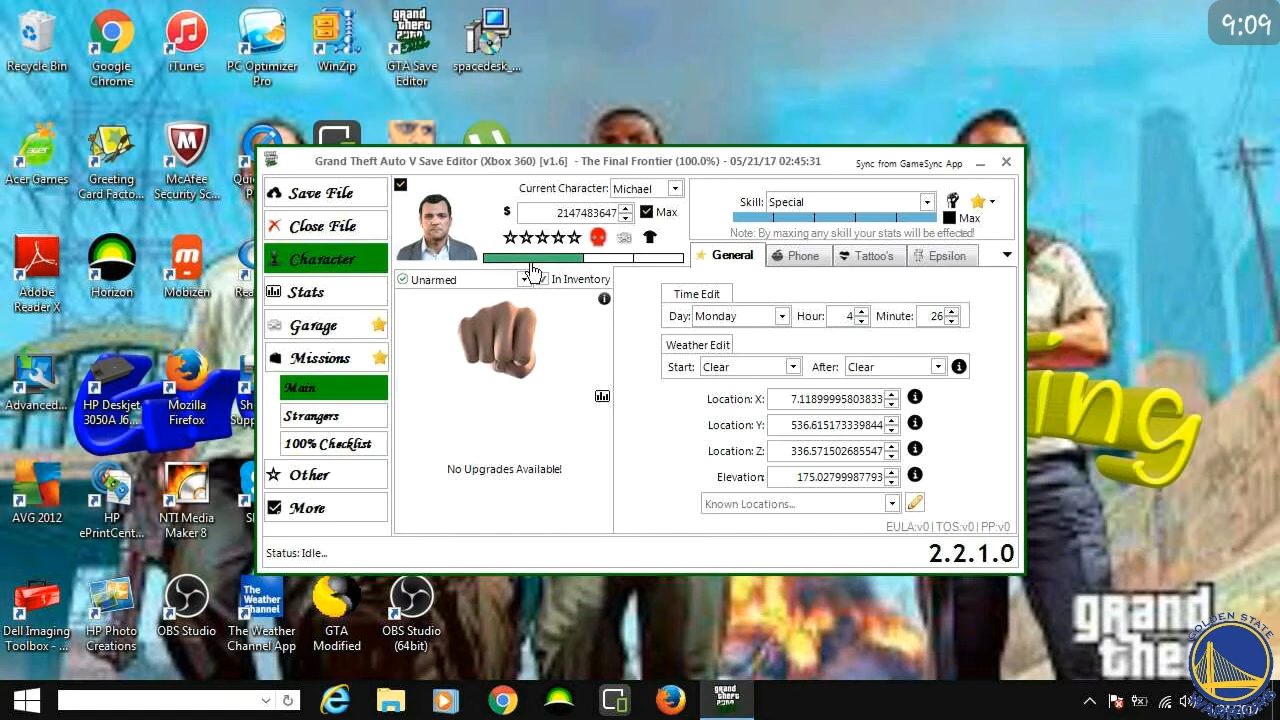 9:09
Recycle Bin
Google Chrome
iTunes
PC Optimizer Pro
WinZip
grand theft auto
GTA Save Editor
spacedesk_...
Acer Games
Greeting Card Facto...
McAfee Security Sc...
Adobe Reader X
Horizon
Mobizen
Advanced...
HP Deskjet 3050A J6...
Mozilla Firefox
AVG 2012
HP ePrintCent...
NTI Media Maker 8
Dell Imaging Toolbox - ...
HP Photo Creations
OBS Studio
The Weather Channel
The Weather Channel App
GTA Modified
OBS Studio (64bit)
Grand Theft Auto V Save Editor (Xbox 360) [v1.6] - The Final Frontier (100.0%) - 05/21/17 02:45:31
Sync from GameSync App
Save File
Close File
Character
Stats
Garage
Missions
Main
Strangers
100% Checklist
Other
More
Current Character: Michael
$ 2147483647 Max
Unarmed
In Inventory
No Upgrades Available!
Skill: Special
Max
Note: By maxing any skill your stats will be effected!
General
Phone
Tattoo's
Epsilon
Time Edit
Day: Monday Hour: 4 Minute: 26
Weather Edit
Start: Clear After: Clear
Location: X: 7.11899995803833
Location: Y: 536.615173339844
Location: Z: 336.571502685547
Elevation: 175.02799987793
Known Locations...
EULA:v0 | TOS:v0 | PP:v0
Status: Idle...
2.2.1.0
ing
grand
the
GOLDEN STATE